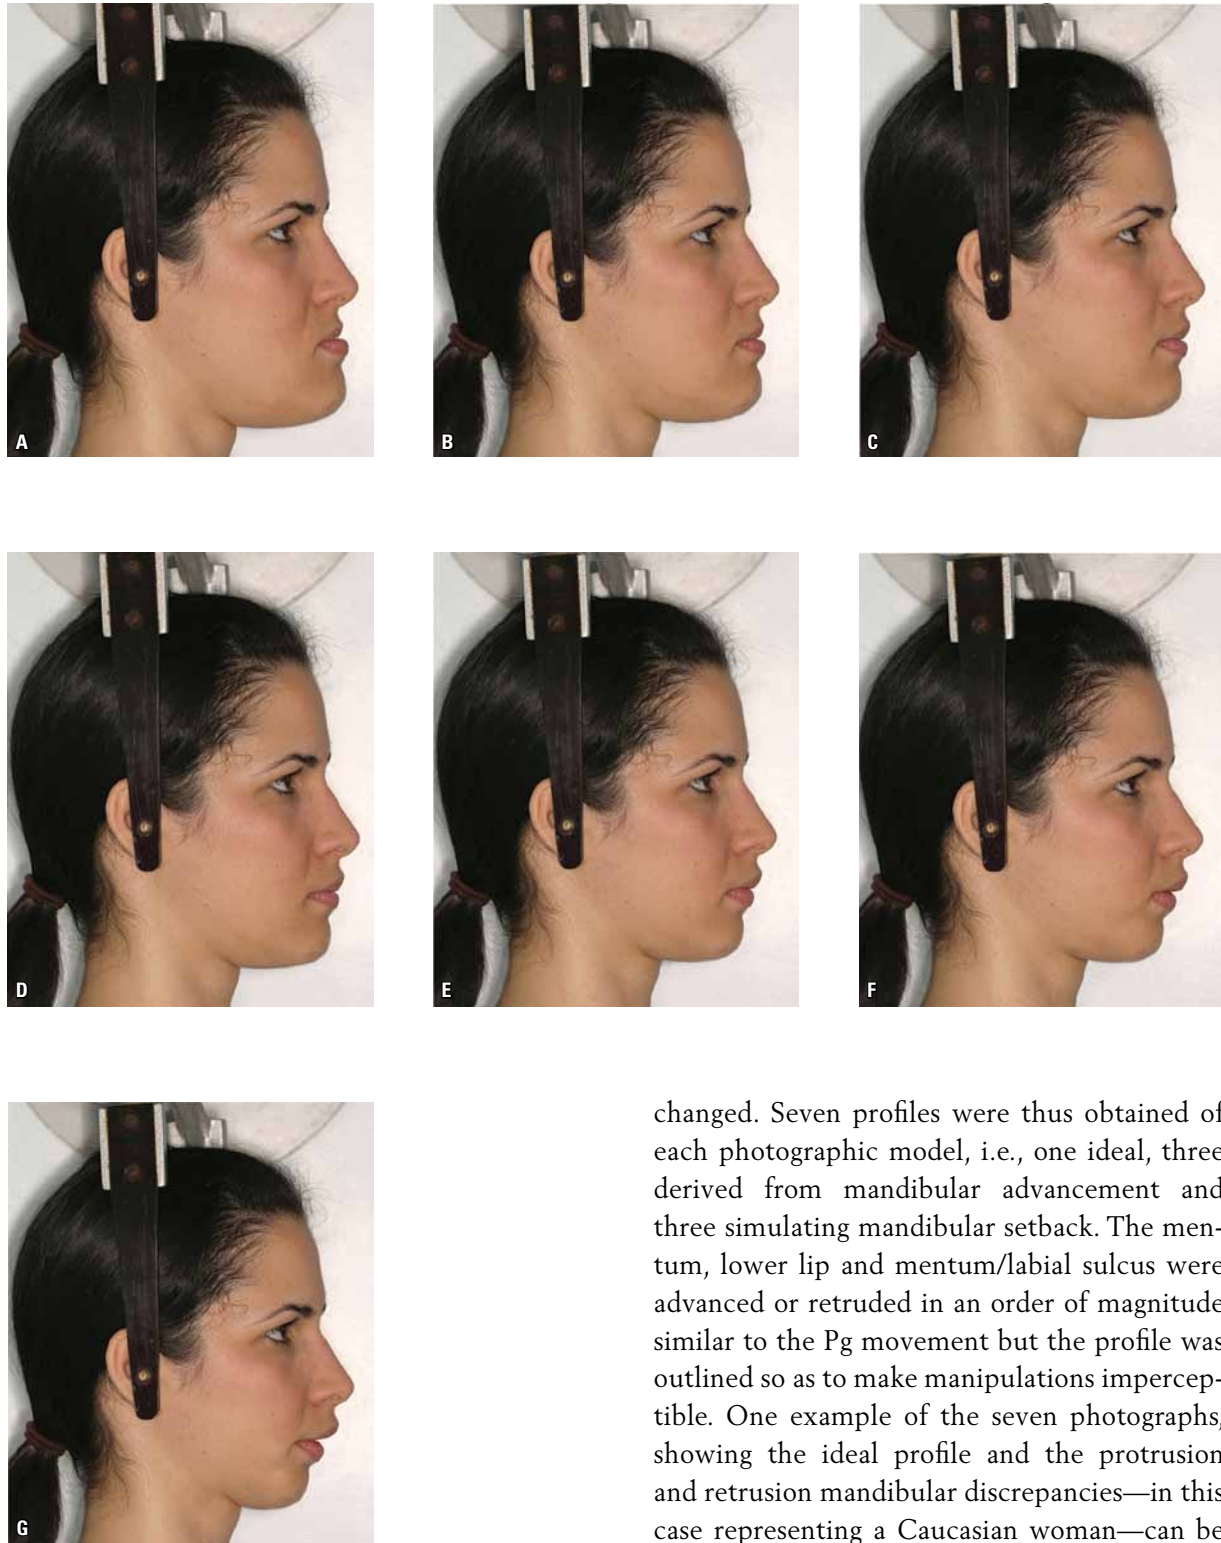 A
B
C
D
E
F
G
changed. Seven profiles were thus obtained of
each photographic model, i.e., one ideal, three
derived from mandibular advancement and
three simulating mandibular setback. The men-
tum, lower lip and mentum/labial sulcus were
advanced or retruded in an order of magnitude
similar to the Pg movement but the profile was
outlined so as to make manipulations impercep-
tible. One example of the seven photographs,
showing the ideal profile and the protrusion
and retrusion mandibular discrepancies—in this
case representing a Caucasian woman—can be